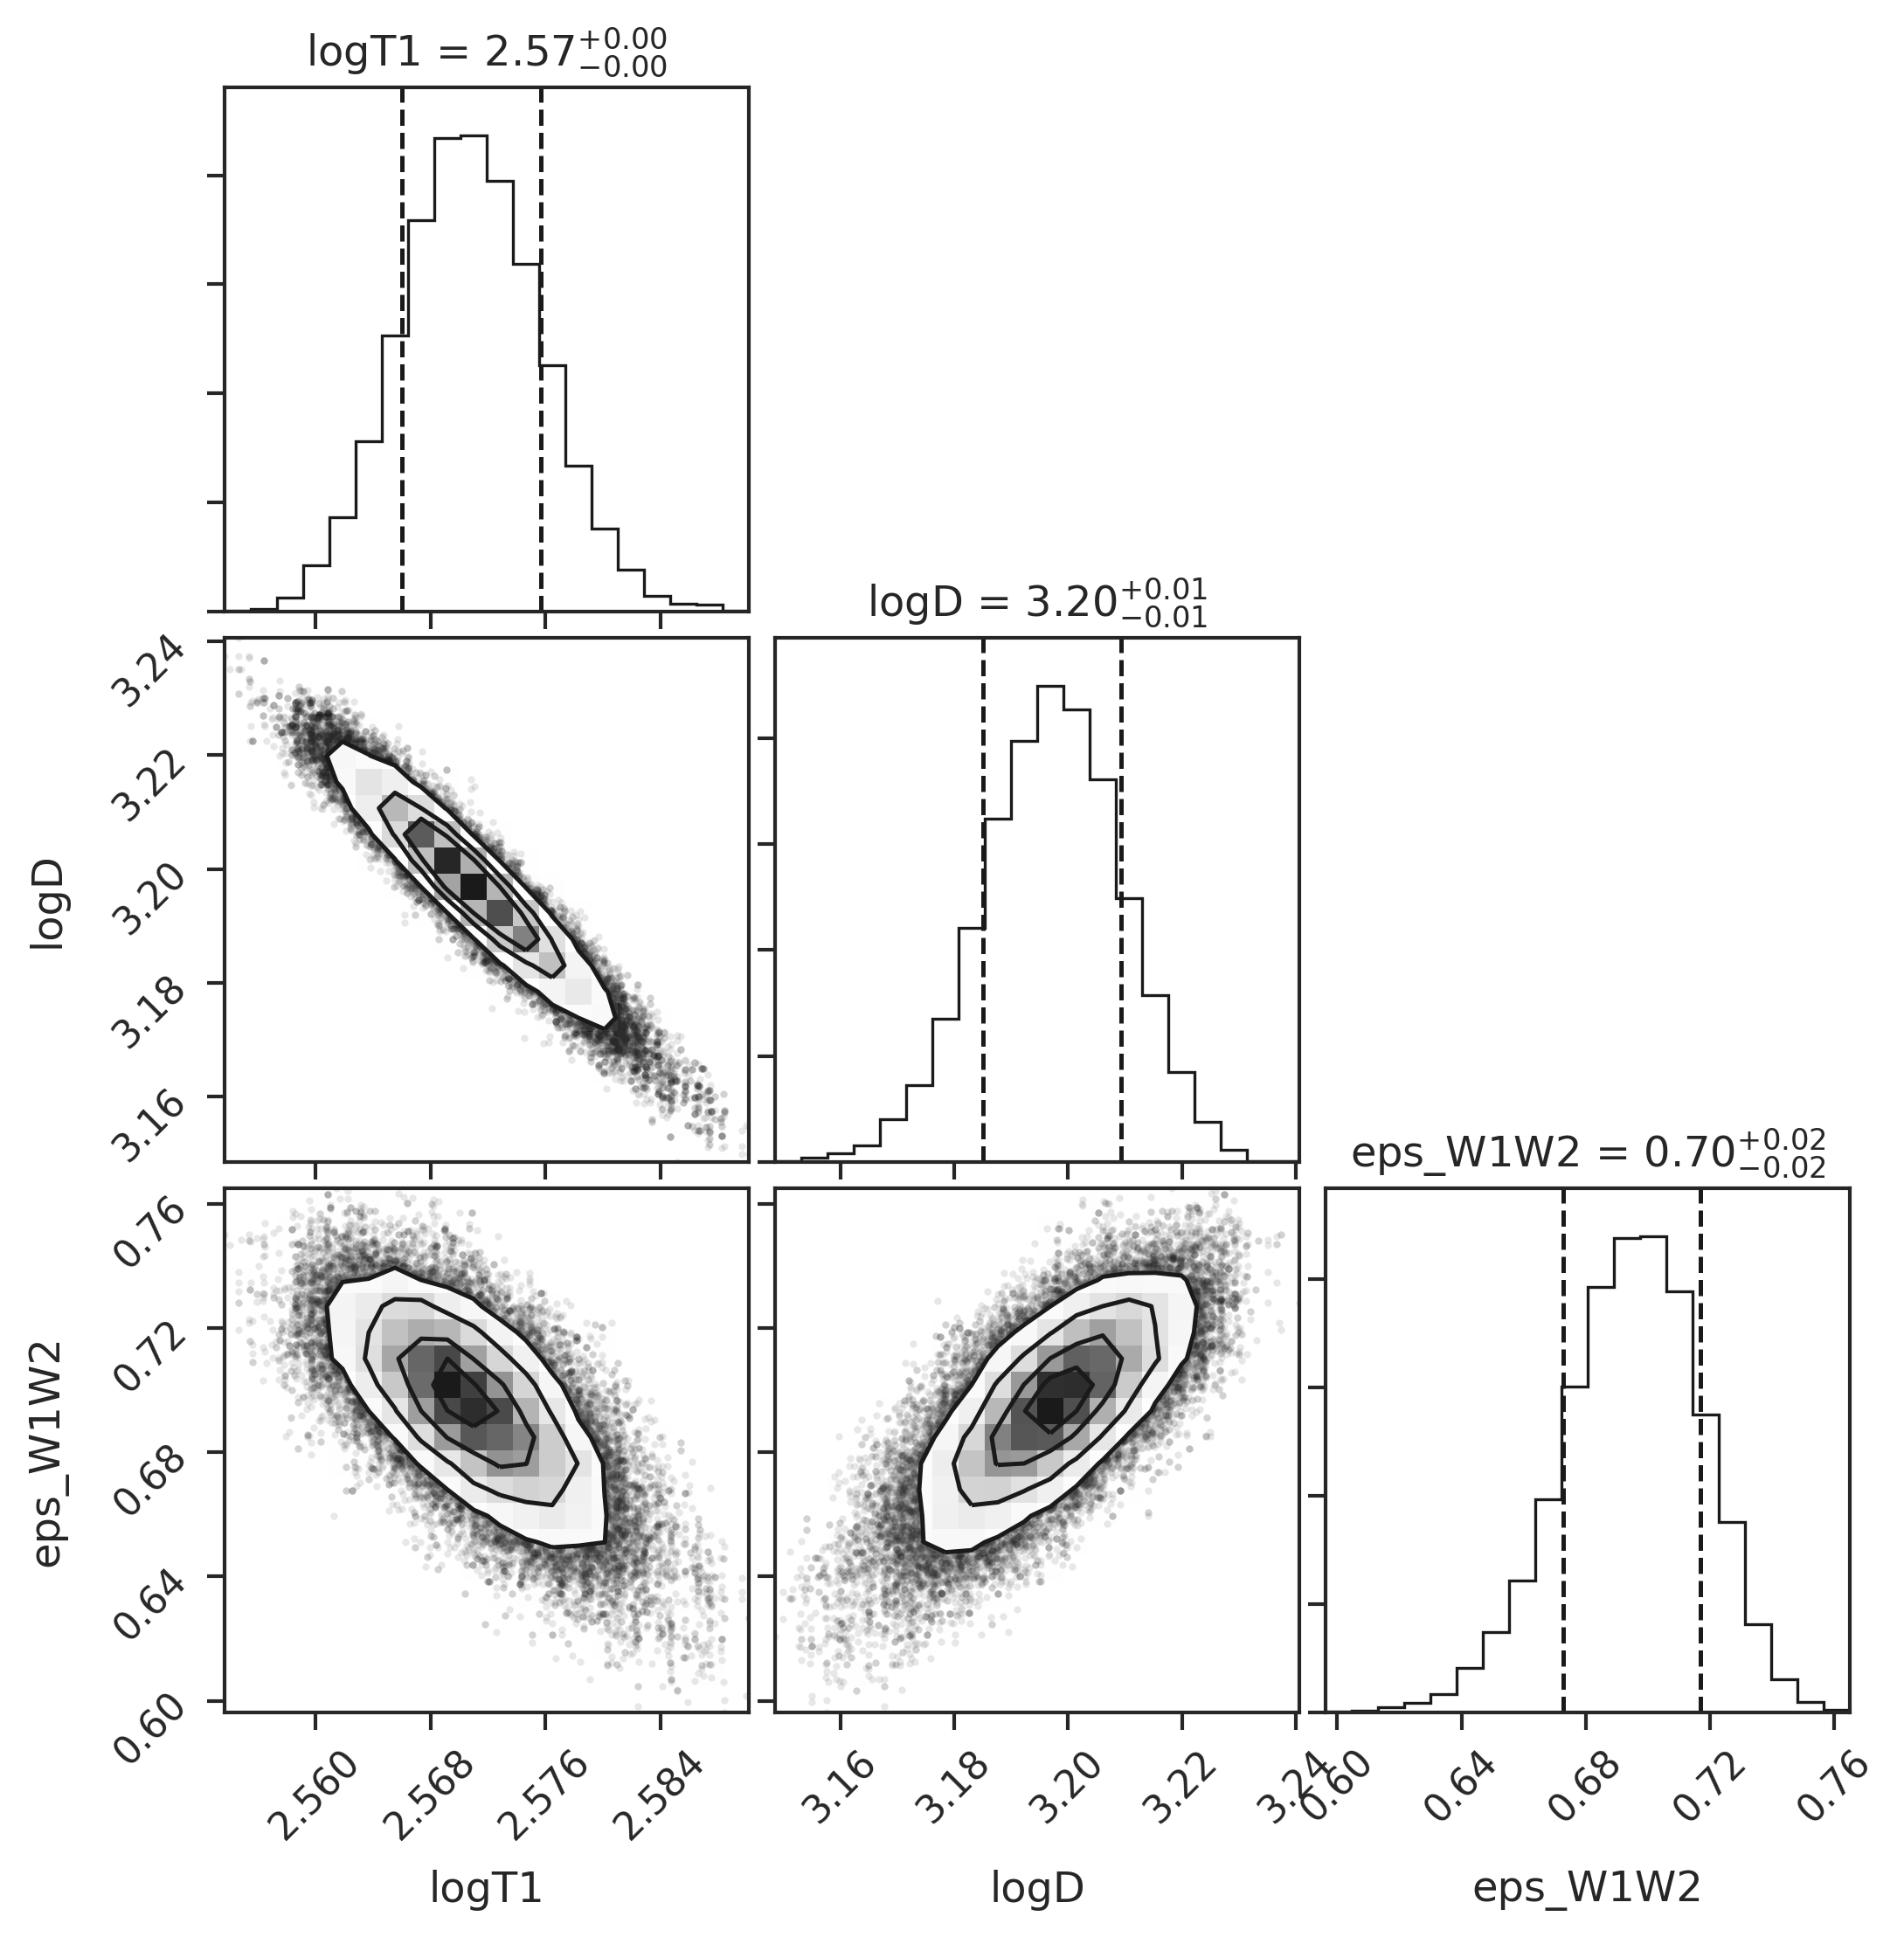 logT1 = 2.57+0.00 −0.00
logD = 3.20+0.01 −0.01
eps_W1W2 = 0.70+0.02 −0.02
logD
3.24
3.22
3.20
3.18
3.16
eps_W1W2
0.76
0.72
0.68
0.64
0.60
2.560 2.568 2.576 2.584
3.16 3.18 3.20 3.22 3.24
0.60 0.64 0.68 0.72 0.76
logT1 logD eps_W1W2